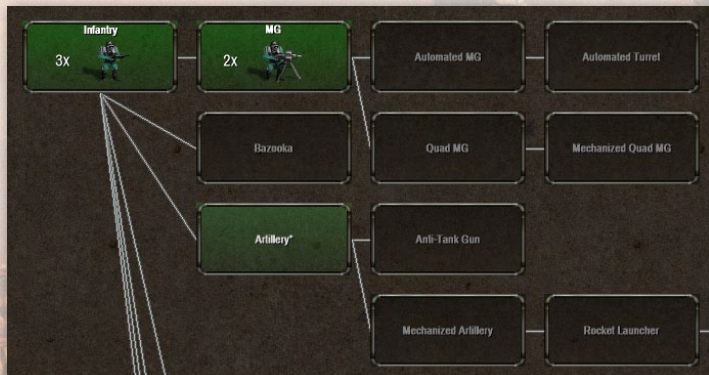 Infantry
3x
MG
2x
Automated MG
Automated Turret
Bazooka
Quad MG
Mechanized Quad MG
Artillery*
Anti-Tank Gun
Mechanized Artillery
Rocket Launcher